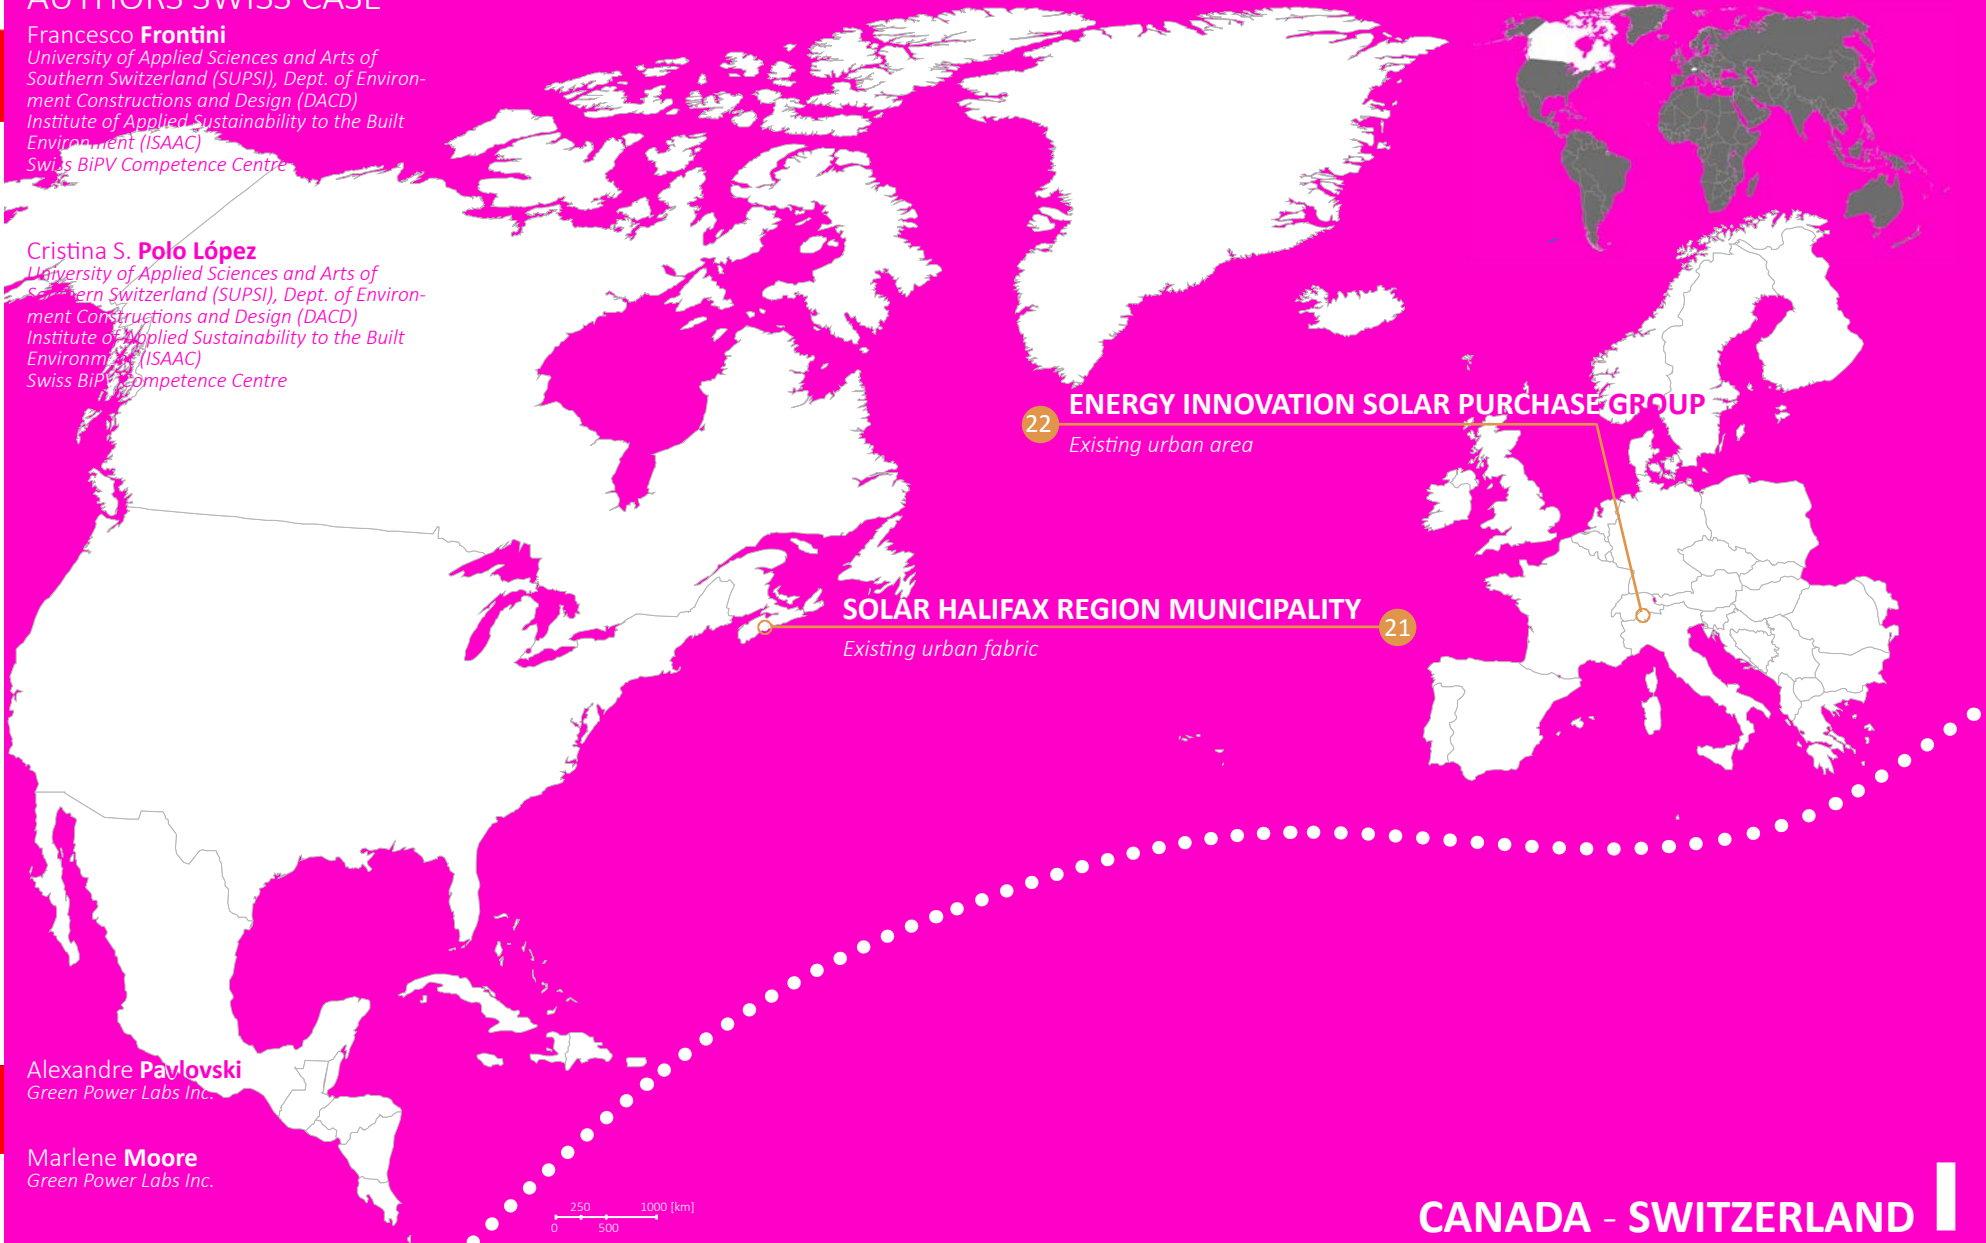 AUTHORS SWISS CASE
Francesco Frontini
University of Applied Sciences and Arts of
Southern Switzerland (SUPSI), Dept. of Environ-
ment Constructions and Design (DACD)
Institute of Applied Sustainability to the Built
Environment (ISAAC)
Swiss BiPV Competence Centre
Cristina S. Polo López
University of Applied Sciences and Arts of
Southern Switzerland (SUPSI), Dept. of Environ-
ment Constructions and Design (DACD)
Institute of Applied Sustainability to the Built
Environment (ISAAC)
Swiss BiPV Competence Centre
22
ENERGY INNOVATION SOLAR PURCHASE GROUP
Existing urban area
SOLAR HALIFAX REGION MUNICIPALITY
21
Existing urban fabric
Alexandre Pavlovski
Green Power Labs Inc.
Marlene Moore
Green Power Labs Inc.
250 1000 [km]
0 500
CANADA - SWITZERLAND I